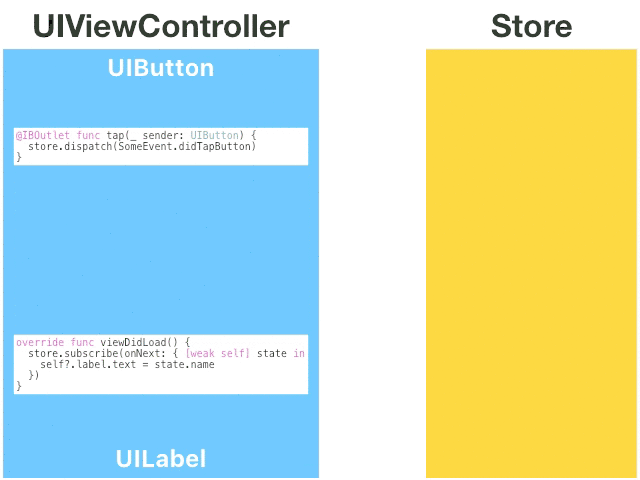 UIViewController
Store
UIButton
@IBOutlet func tap(_ sender: UIButton) {
  store.dispatch(SomeEvent.didTapButton)
}
override func viewDidLoad() {
  store.subscribe(onNext: { [weak self] state in
    self?.label.text = state.name
  })
}
UILabel